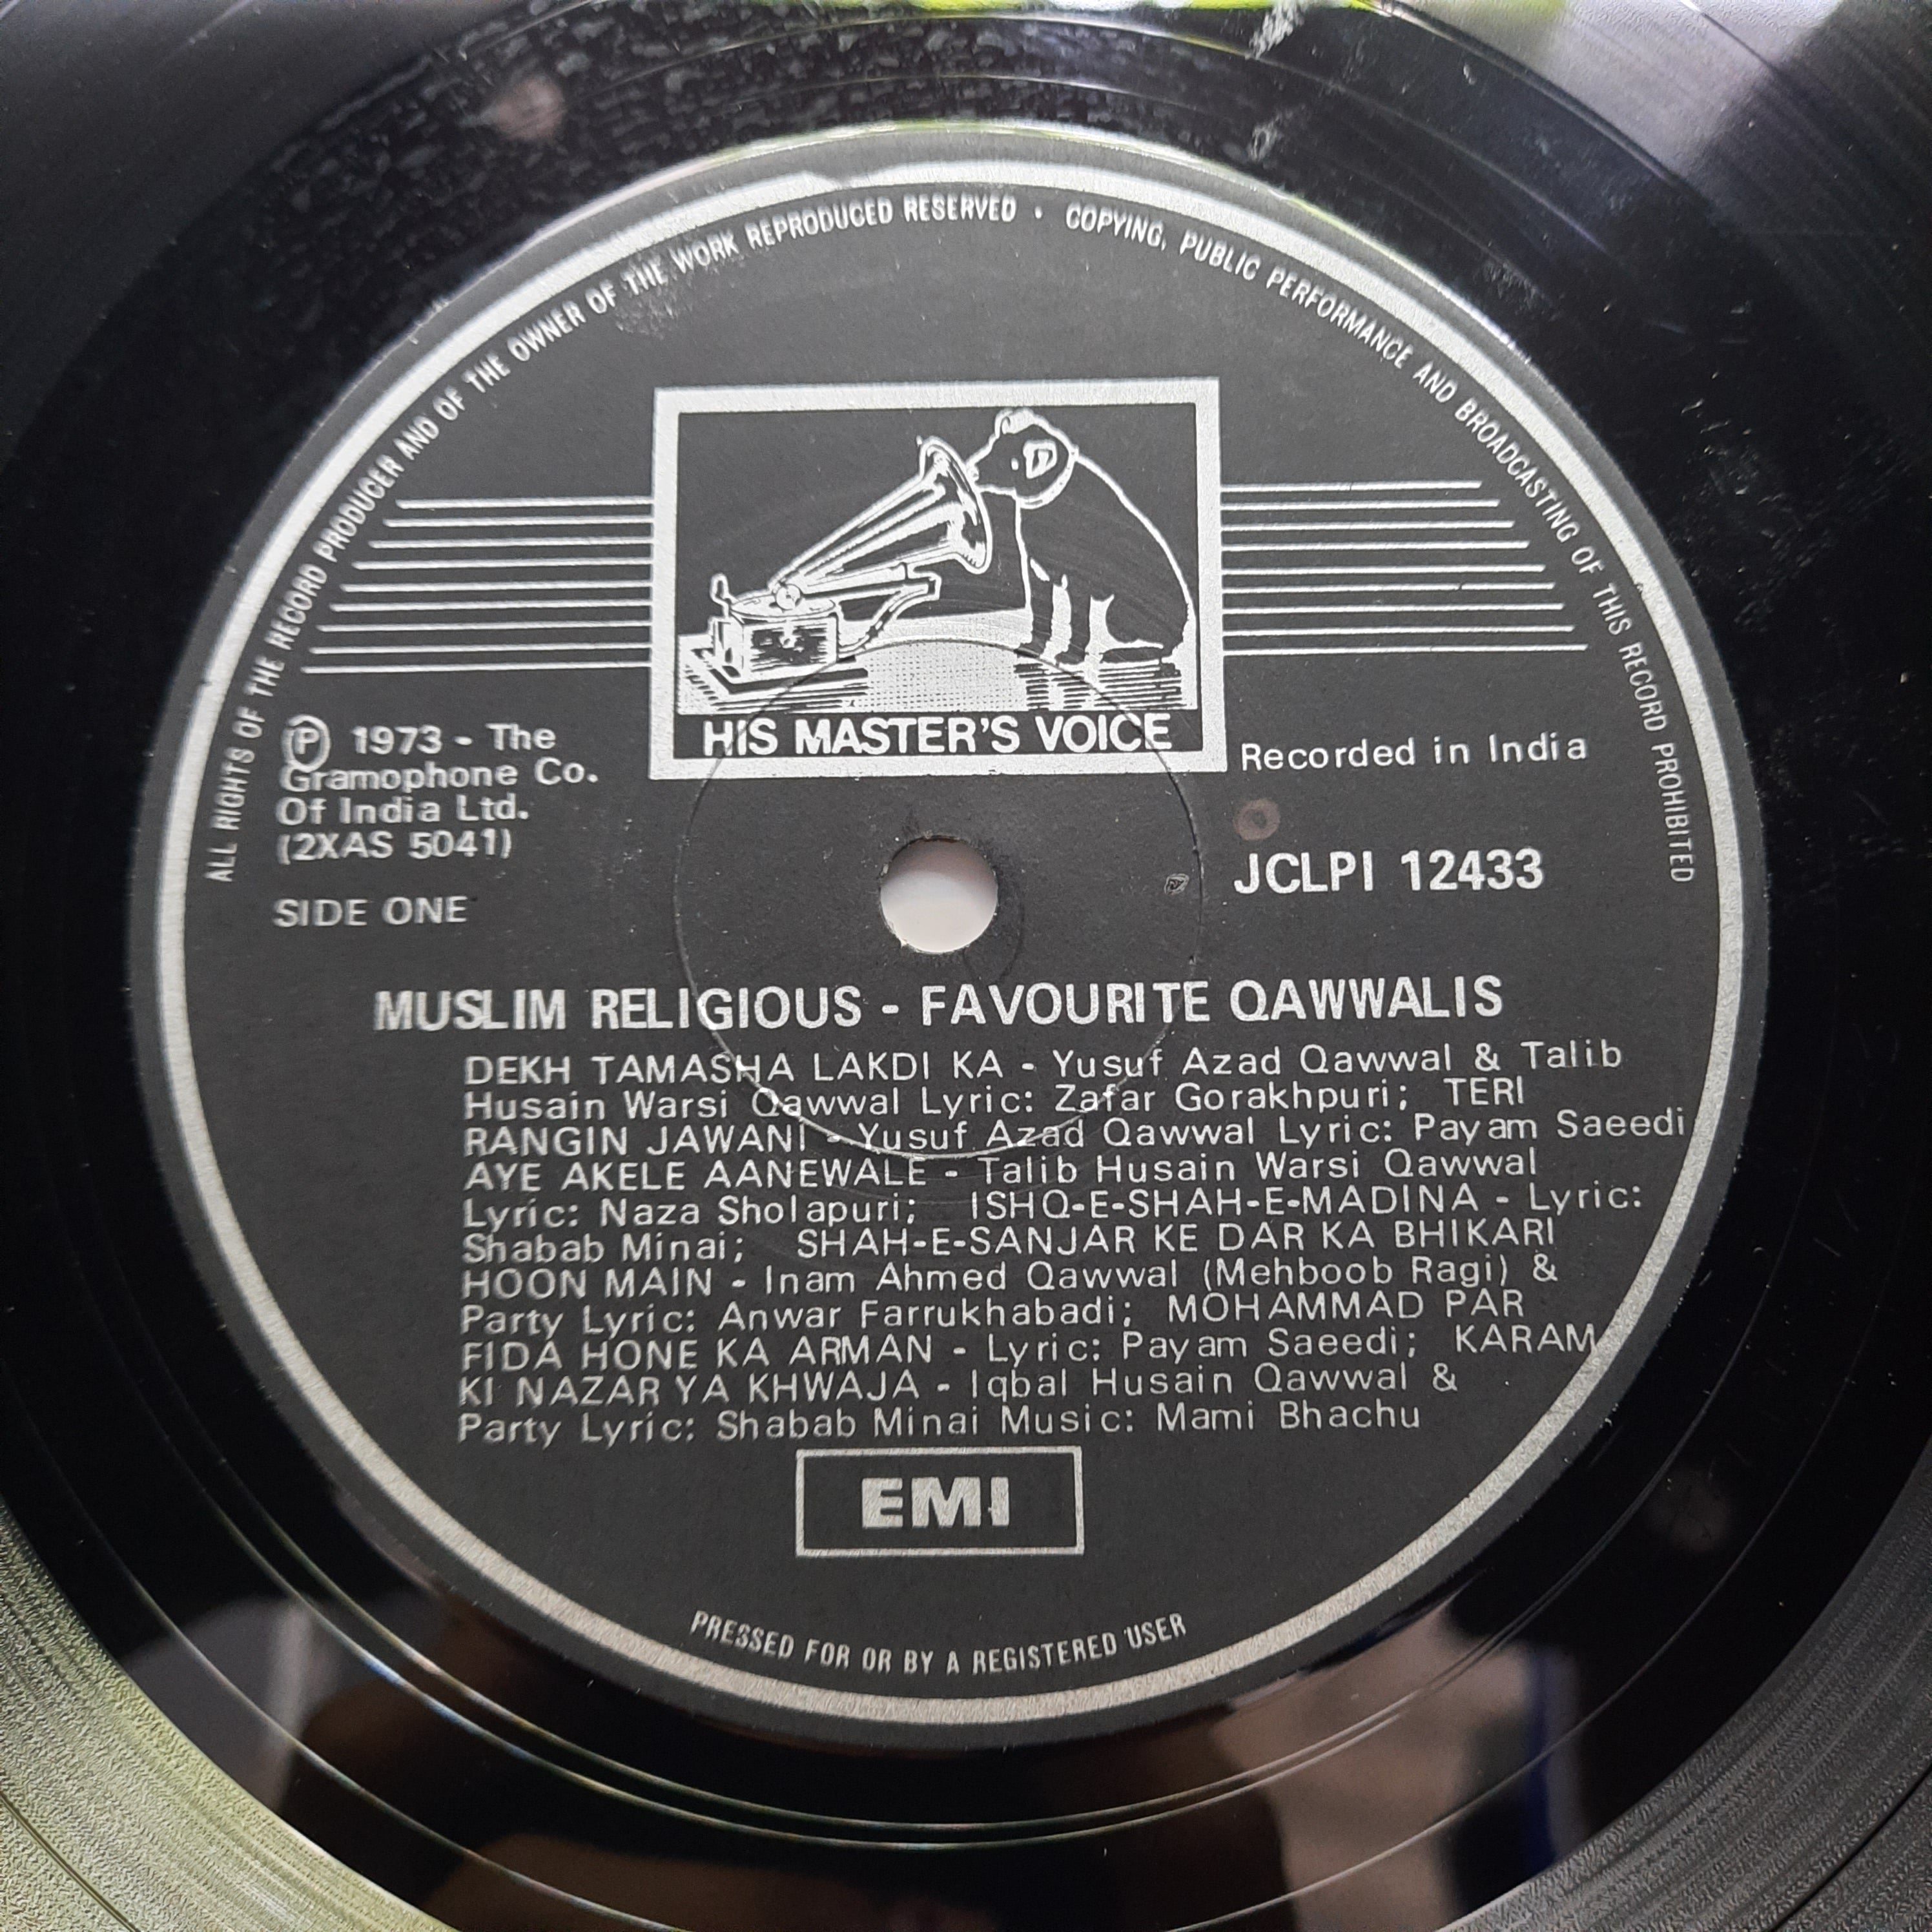 ALL RIGHTS OF THE RECORD PRODUCER AND OF THE OWNER OF THE WORK REPRODUCED RESERVED · COPYING, PUBLIC PERFORMANCE AND BROADCASTING OF THIS RECORD PROHIBITED
HIS MASTER'S VOICE
Ⓟ 1973 - The
Gramophone Co.
Of India Ltd.
(2XAS 5041)
SIDE ONE
Recorded in India
JCLPI 12433
MUSLIM RELIGIOUS - FAVOURITE QAWWALIS
DEKH TAMASHA LAKDI KA - Yusuf Azad Qawwal & Talib
Husain Warsi Qawwal Lyric: Zafar Gorakhpuri; TERI
RANGIN JAWANI - Yusuf Azad Qawwal Lyric: Payam Saeedi
AYE AKELE AANEWALE - Talib Husain Warsi Qawwal
Lyric: Naza Sholapuri; ISHQ-E-SHAH-E-MADINA - Lyric:
Shabab Minai; SHAH-E-SANJAR KE DAR KA BHIKARI
HOON MAIN - Inam Ahmed Qawwal (Mehboob Ragi) &
Party Lyric: Anwar Farrukhabadi; MOHAMMAD PAR
FIDA HONE KA ARMAN - Lyric: Payam Saeedi; KARAM
KI NAZAR YA KHWAJA - Iqbal Husain Qawwal &
Party Lyric: Shabab Minai Music: Mami Bhachu
EMI
PRESSED FOR OR BY A REGISTERED USER